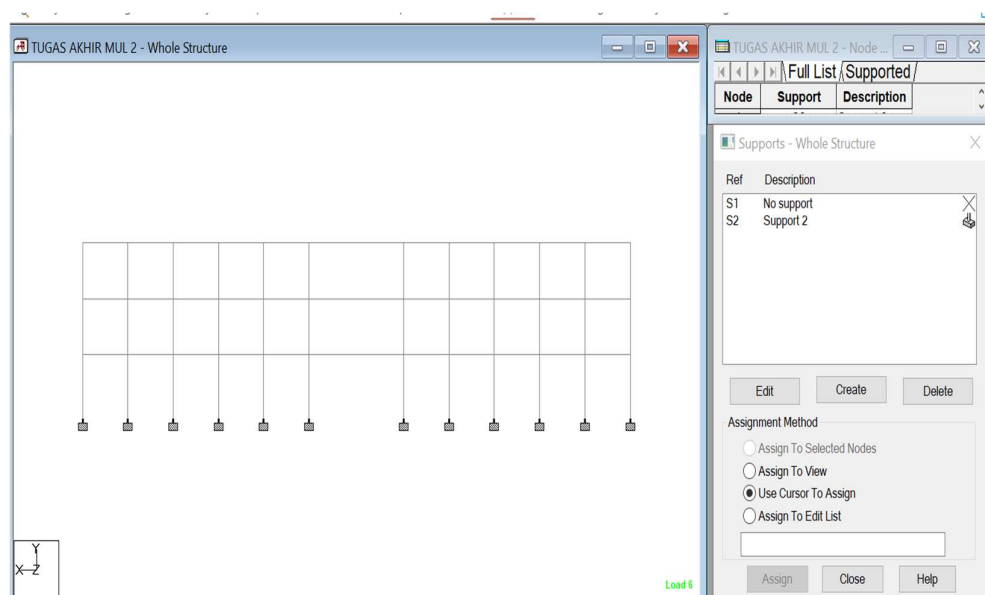 TUGAS AKHIR MUL 2 - Whole Structure
TUGAS AKHIR MUL 2 - Node ...
Full List
Supported
Node Support Description
Supports - Whole Structure
Ref Description
S1 No support
S2 Support 2
Edit
Create
Delete
Assignment Method
Assign To Selected Nodes
Assign To View
Use Cursor To Assign
Assign To Edit List
Assign
Close
Help
Y
X Z
Load 6